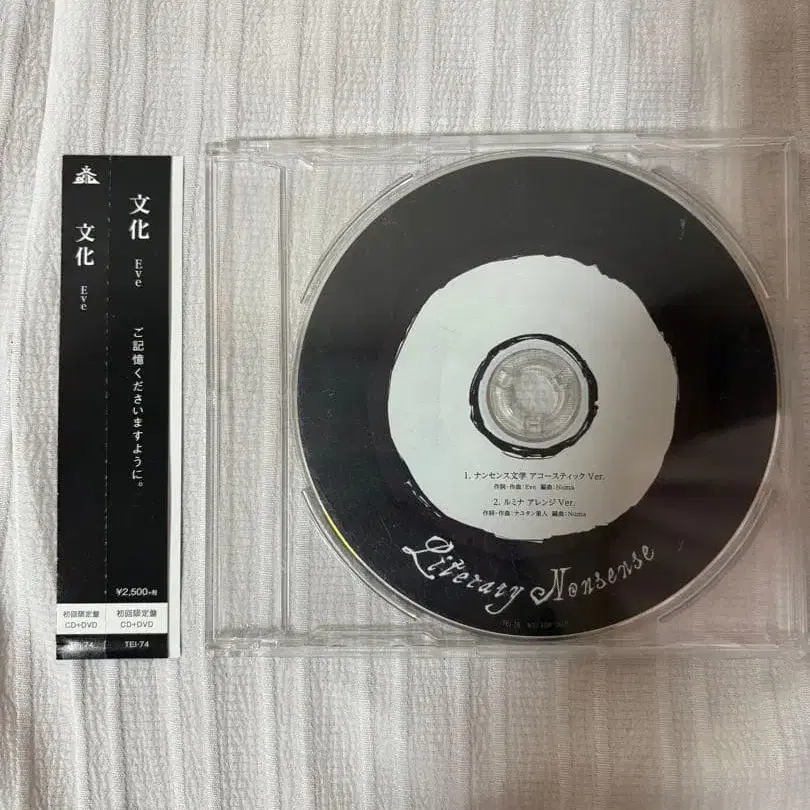 文化
Eve
文化
Eve
ご記憶くださいますように。
¥2,500+税
初回限定盤
CD+DVD
初回限定盤
CD+DVD
TEI-74
1. ナンセンス文学 アコースティック Ver.
作詞・作曲：Eve 編曲：Numa
2. ルミナ アレンジ Ver.
作詞・作曲：ナユタン星人 編曲：Numa
Literary Nonsense